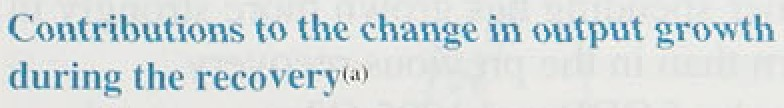 Contributions to the change in output growth
during the recovery(a)